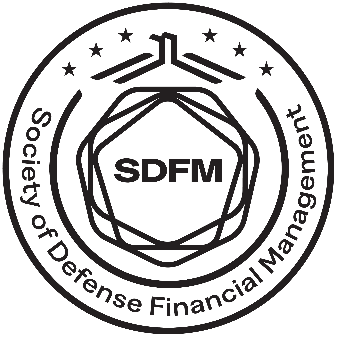 SDFM
Society of Defense Financial Management